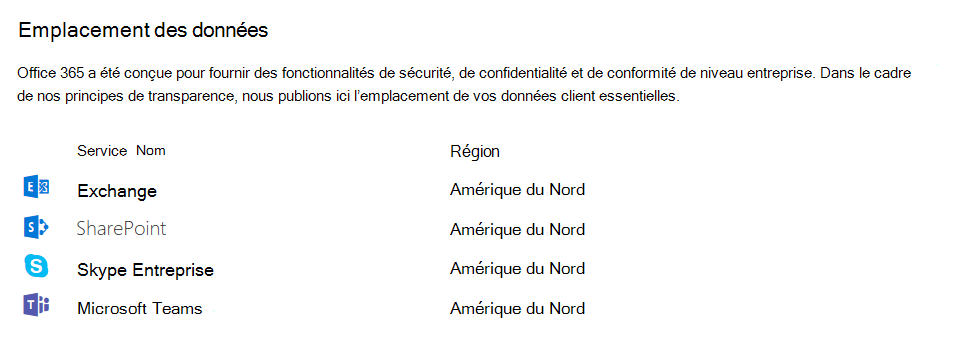 Emplacement des données
Office 365 a été conçue pour fournir des fonctionnalités de sécurité, de confidentialité et de conformité de niveau entreprise. Dans le cadre
de nos principes de transparence, nous publions ici l’emplacement de vos données client essentielles.
Service Nom Région
Exchange Amérique du Nord
SharePoint Amérique du Nord
Skype Entreprise Amérique du Nord
Microsoft Teams Amérique du Nord